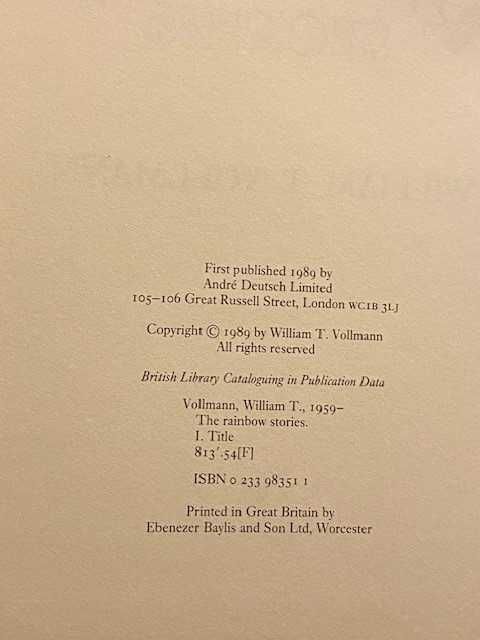 First published 1989 by
André Deutsch Limited
105–106 Great Russell Street, London WC1B 3LJ
Copyright © 1989 by William T. Vollmann
All rights reserved
British Library Cataloguing in Publication Data
Vollmann, William T., 1959–
The rainbow stories.
I. Title
813'.54[F]
ISBN 0 233 98351 1
Printed in Great Britain by
Ebenezer Baylis and Son Ltd, Worcester